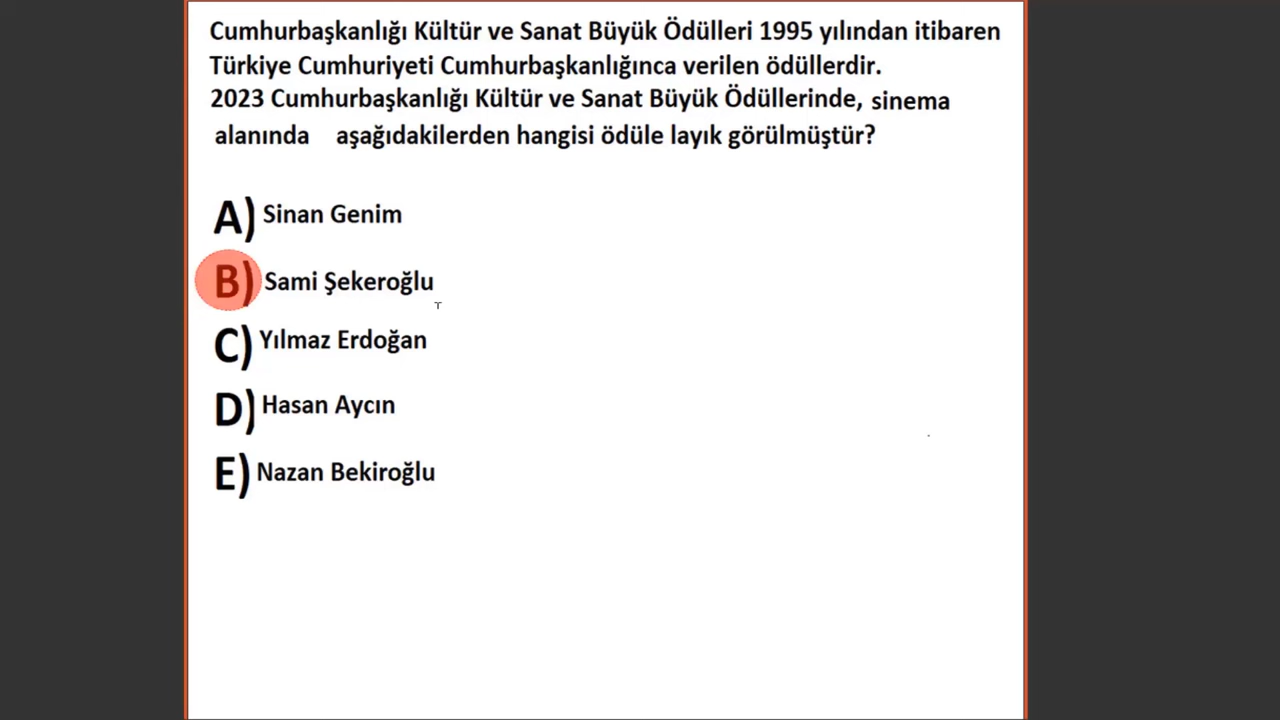 Cumhurbaşkanlığı Kültür ve Sanat Büyük Ödülleri 1995 yılından itibaren
Türkiye Cumhuriyeti Cumhurbaşkanlığınca verilen ödüllerdir.
2023 Cumhurbaşkanlığı Kültür ve Sanat Büyük Ödüllerinde, sinema
alanında aşağıdakilerden hangisi ödüle layık görülmüştür?
A) Sinan Genim
B) Sami Şekeroğlu
C) Yılmaz Erdoğan
D) Hasan Aycın
E) Nazan Bekiroğlu